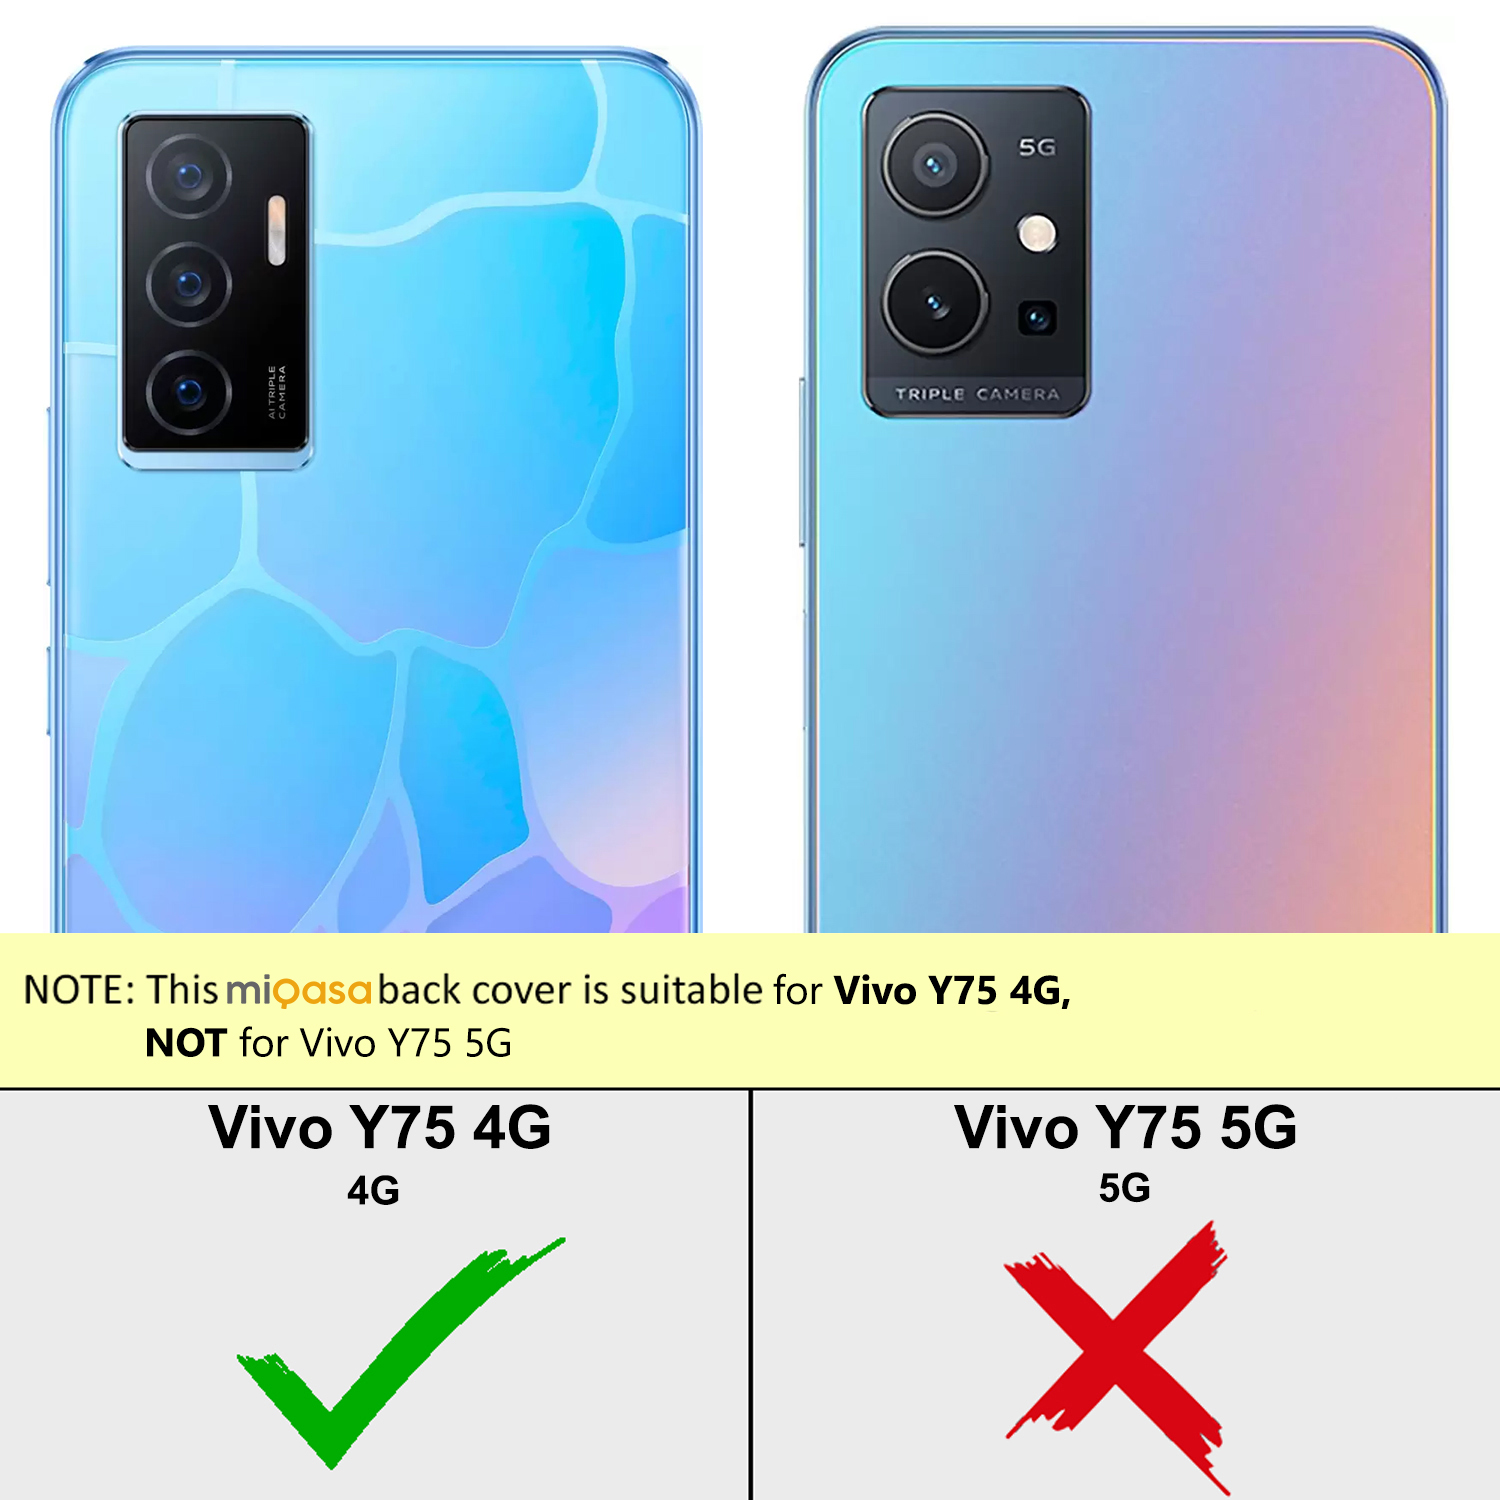 AI TRIPLE
CAMERA
5G
TRIPLE CAMERA
NOTE: This miQasa back cover is suitable for Vivo Y75 4G,
NOT for Vivo Y75 5G
Vivo Y75 4G
4G
Vivo Y75 5G
5G